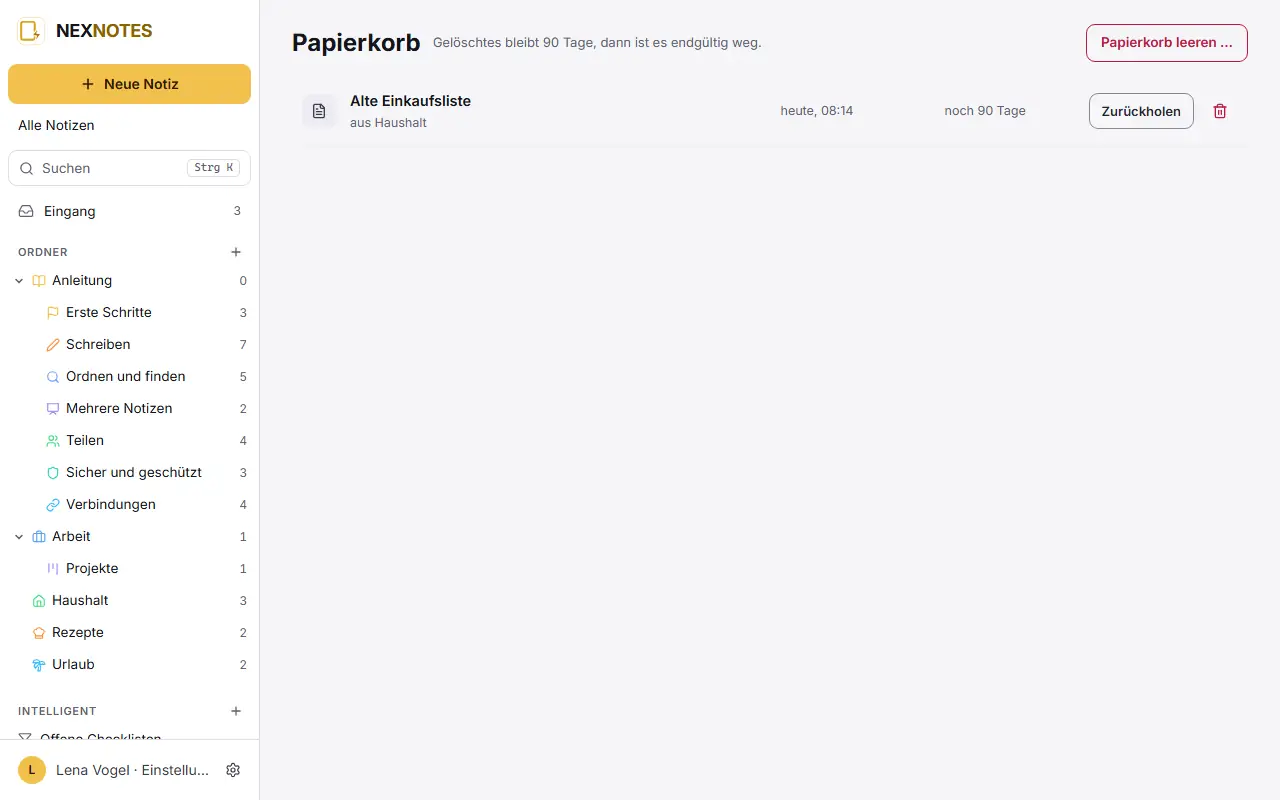 NEXNOTES
Neue Notiz
Alle Notizen
Suchen Strg K
Eingang 3
ORDNER
Anleitung 0
Erste Schritte 3
Schreiben 7
Ordnen und finden 5
Mehrere Notizen 2
Teilen 4
Sicher und geschützt 3
Verbindungen 4
Arbeit 1
Projekte 1
Haushalt 3
Rezepte 2
Urlaub 2
INTELLIGENT
Offene Checklisten
L Lena Vogel · Einstellu...
Papierkorb Gelöschtes bleibt 90 Tage, dann ist es endgültig weg. Papierkorb leeren ...
Alte Einkaufsliste
aus Haushalt
heute, 08:14 noch 90 Tage Zurückholen